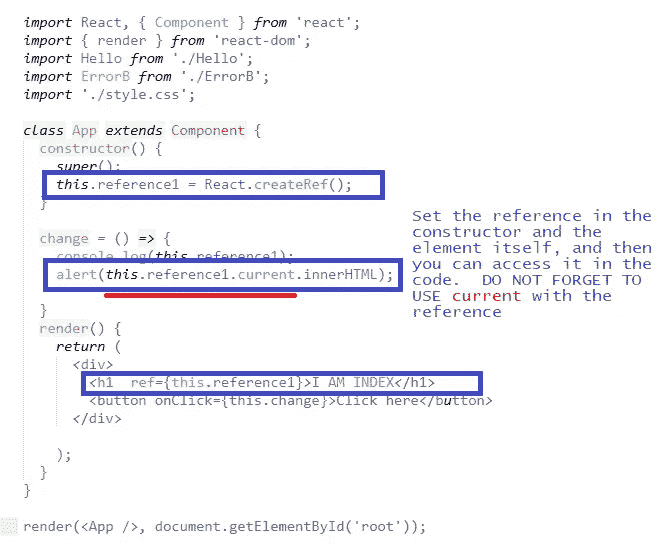 import React, { Component } from 'react';
import { render } from 'react-dom';
import Hello from './Hello';
import ErrorB from './ErrorB';
import './style.css';
class App extends Component {
constructor() {
super();
this.reference1 = React.createRef();
}
change = () => {
console.log(this.reference1);
alert(this.reference1.current.innerHTML);
}
render() {
return (
<div>
<h1 ref={this.reference1}>I AM INDEX</h1>
<button onClick={this.change}>Click here</button>
</div>
);
}
}
render(<App />, document.getElementById('root'));
Set the reference in the
constructor and the
element itself, and then
you can access it in the
code. DO NOT FORGET TO
USE current with the
reference